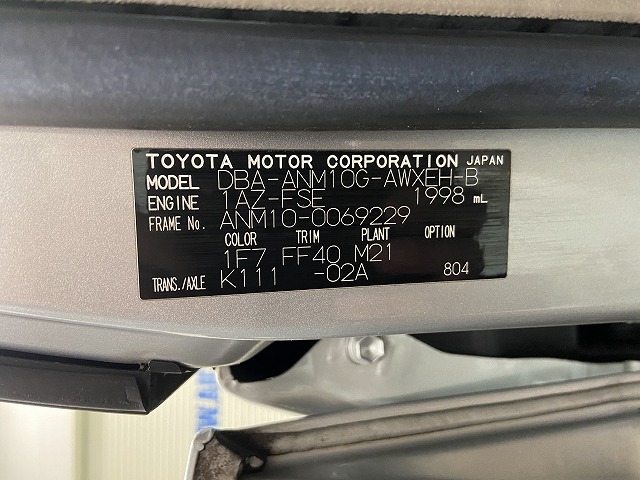 TOYOTA MOTOR CORPORATION JAPAN
MODEL DBA-ANM10G-AWXEH-B
ENGINE 1AZ-FSE 1998 mL
FRAME No. ANM10-0069229
COLOR TRIM PLANT OPTION
1F7 FF40 M21
TRANS./AXLE K111 -02A 804